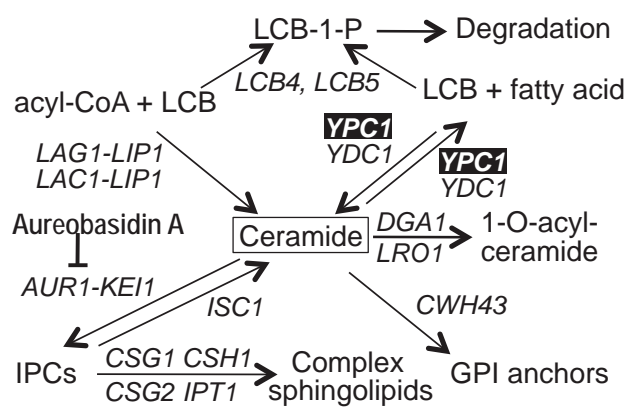 LCB-1-P
Degradation
LCB4, LCB5
acyl-CoA + LCB
LCB + fatty acid
YPC1
YDC1
YPC1
YDC1
LAG1-LIP1
LAC1-LIP1
Aureobasidin A
Ceramide
DGA1
LRO1
1-O-acyl-
ceramide
AUR1-KEI1
ISC1
CWH43
IPCs
CSG1 CSH1
CSG2 IPT1
Complex
sphingolipids
GPI anchors